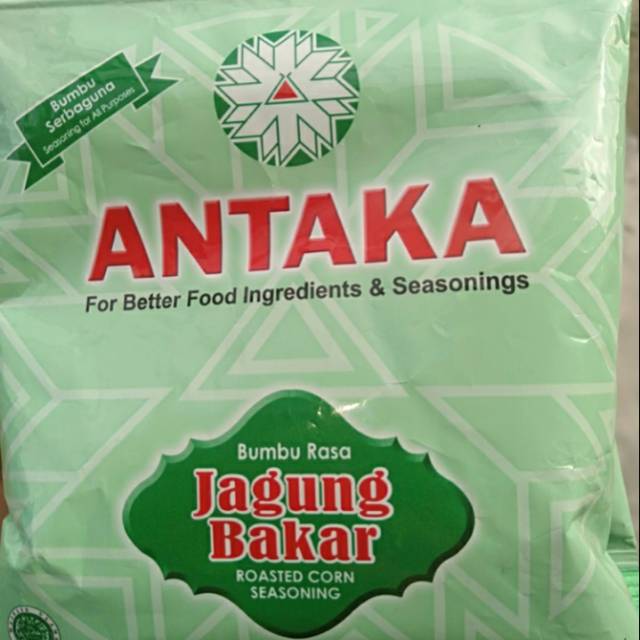 Bumbu
Serbaguna
Seasoning for All Purposes
ANTAKA
For Better Food Ingredients & Seasonings
Bumbu Rasa
Jagung
Bakar
ROASTED CORN
SEASONING